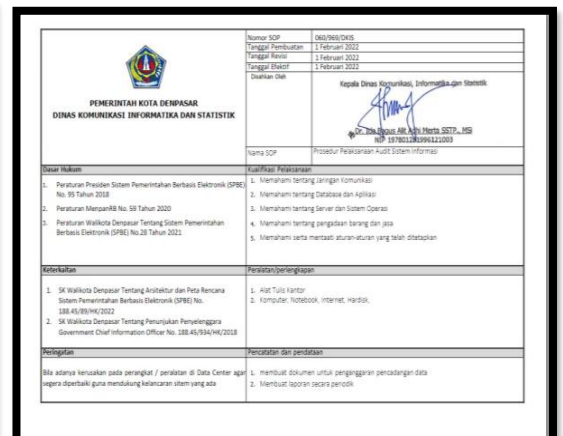 Nomor SOP 060/969/DKIS
Tanggal Pembuatan 1 Februari 2022
Tanggal Revisi 1 Februari 2022
Tanggal Efektif 1 Februari 2022
Disahkan Oleh
Kepala Dinas Komunikasi, Informatika dan Statistik
Dr. Ida Bagus Alit Adhi Merta SSTP., MSi
NIP 197801261996121003
PEMERINTAH KOTA DENPASAR
DINAS KOMUNIKASI INFORMATIKA DAN STATISTIK
Nama SOP Prosedur Pelaksanaan Audit Sistem Informasi
Dasar Hukum
1. Peraturan Presiden Sistem Pemerintahan Berbasis Elektronik (SPBE)
No. 95 Tahun 2018
2. Peraturan MenpanRB No. 59 Tahun 2020
3. Peraturan Walikota Denpasar Tentang Sistem Pemerintahan
Berbasis Elektronik (SPBE) No.28 Tahun 2021
Kualifikasi Pelaksanaan
1. Memahami tentang Jaringan Komunikasi
2. Memahami tentang Database dan Aplikasi
3. Memahami tentang Server dan Sistem Operasi
4. Memahami tentang pengadaan barang dan jasa
5. Memahami serta mentaati aturan-aturan yang telah ditetapkan
Keterkaitan
1. SK Walikota Denpasar Tentang Arsitektur dan Peta Rencana
Sistem Pemerintahan Berbasis Elektronik (SPBE) No.
188.45/89/HK/2022
2. SK Walikota Denpasar Tentang Penunjukan Penyelenggara
Government Chief Information Officer No. 188.45/934/HK/2018
Peralatan/perlengkapan
1. Alat Tulis Kantor
2. Komputer, Notebook, Internet, Hardisk.
Peringatan
Bila adanya kerusakan pada perangkat / peralatan di Data Center agar
segera diperbaiki guna mendukung kelancaran sitem yang ada
Pencatatan dan pendataan
1. membuat dokumen untuk penganggaran pencadangan data
2. Membuat laporan secara periodik